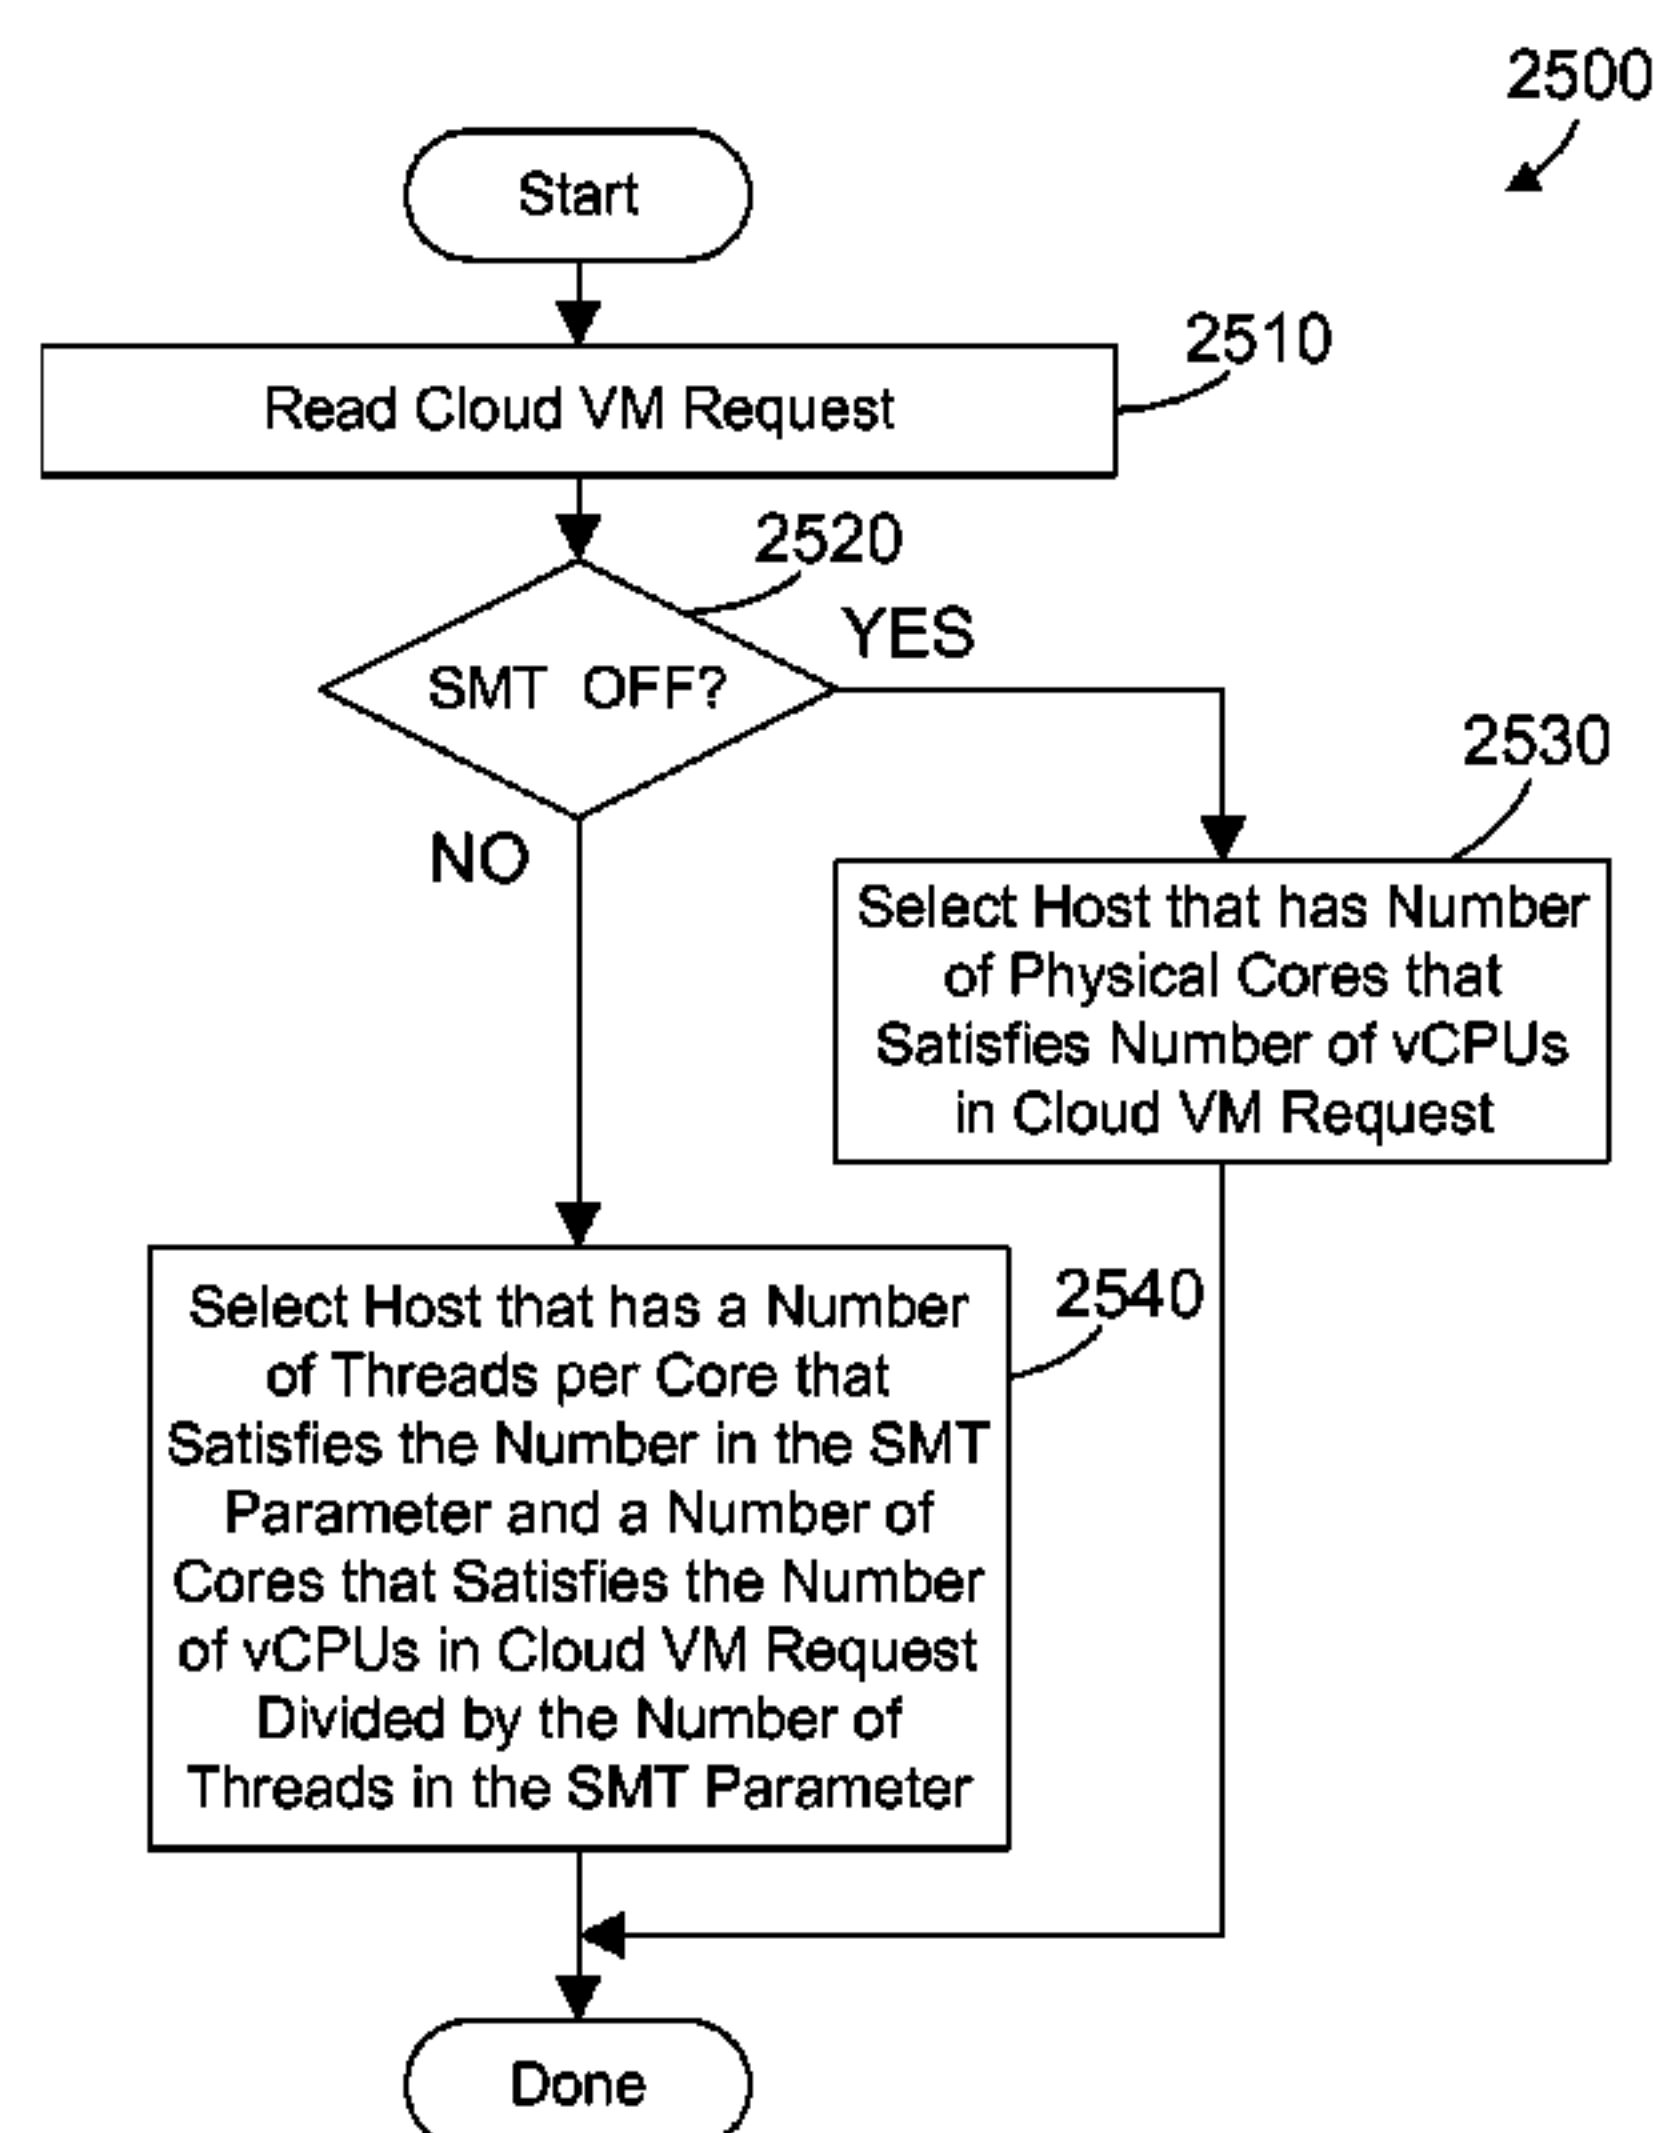 2500
Start
2510
Read Cloud VM Request
2520
YES
SMT OFF?
2530
NO
Select Host that has Number
of Physical Cores that
Satisfies Number of vCPUs
in Cloud VM Request
2540
Select Host that has a Number
of Threads per Core that
Satisfies the Number in the SMT
Parameter and a Number of
Cores that Satisfies the Number
of vCPUs in Cloud VM Request
Divided by the Number of
Threads in the SMT Parameter
Done